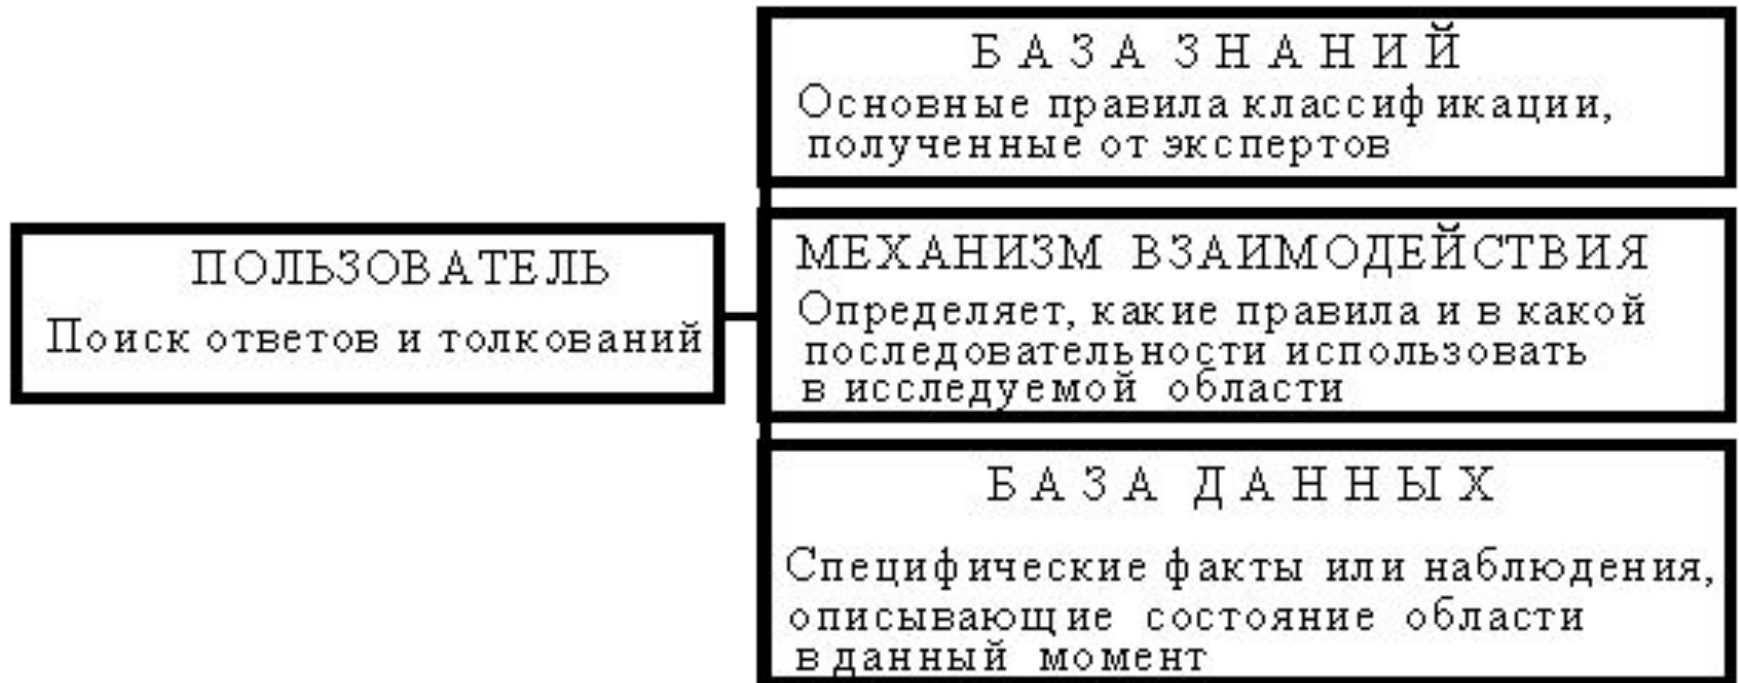 БАЗА ЗНАНИЙ
Основные правила классификации,
полученные от экспертов
ПОЛЬЗОВАТЕЛЬ
Поиск ответов и толкований
МЕХАНИЗМ ВЗАИМОДЕЙСТВИЯ
Определяет, какие правила и в какой
последовательности использовать
в исследуемой области
БАЗА ДАННЫХ
Специфические факты или наблюдения,
описывающие состояние области
в данный момент